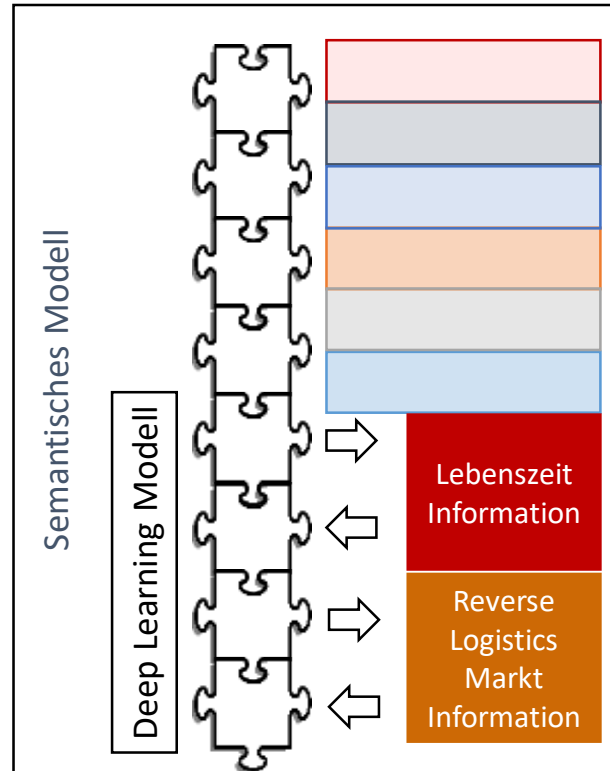 Semantisches Modell
Deep Learning Modell
Lebenszeit
Information
Reverse
Logistics
Markt
Information